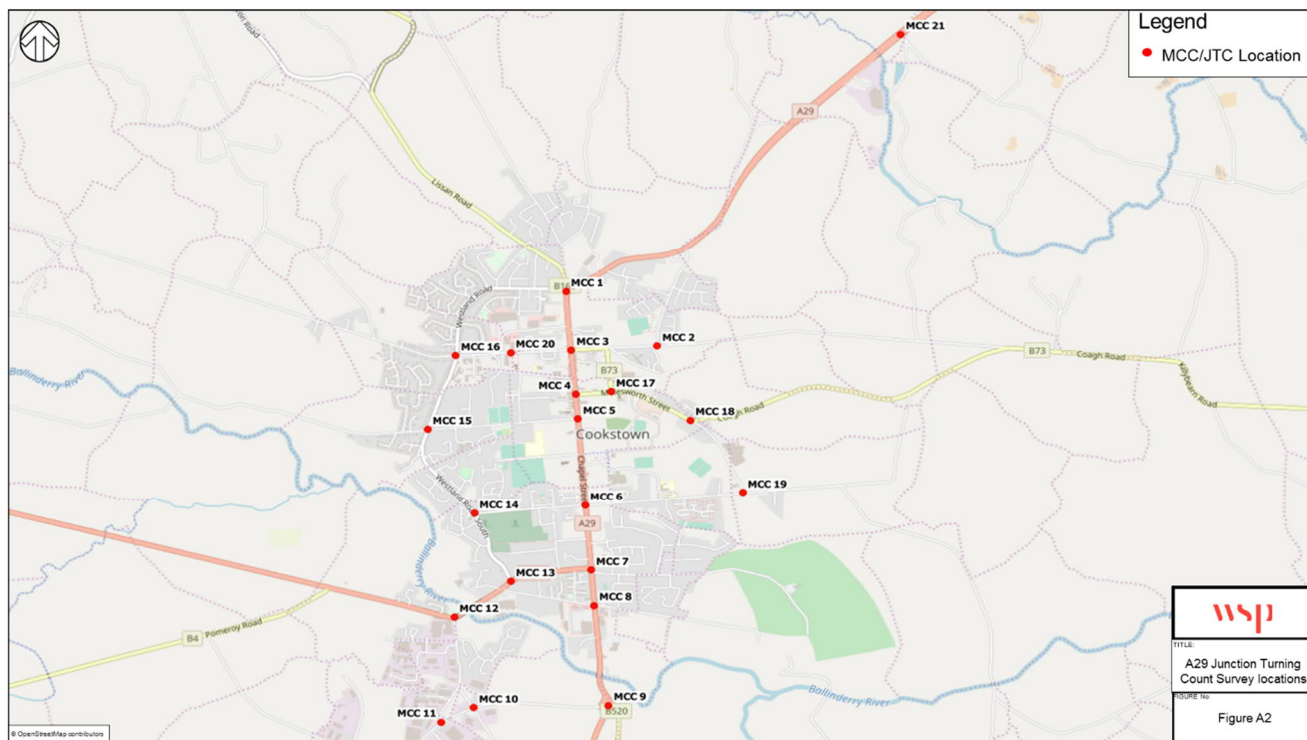 Legend
MCC/JTC Location
MCC 21
A29
Lissan Road
MCC 1
Westland Road
MCC 16
MCC 20
MCC 3
MCC 2
B73
B73
Coagh Road
Killybearn Road
MCC 4
MCC 17
MCC 5
MCC 18
Coagh Road
Cookstown
Ballinderry River
MCC 15
Chapel Street
MCC 19
MCC 6
MCC 14
Westland Road South
A29
MCC 7
MCC 13
MCC 8
MCC 12
Ballinderry River
B4
Pomeroy Road
Ballinderry River
MCC 9
MCC 10
MCC 11
B520
wsp
TITLE:
A29 Junction Turning
Count Survey locations
FIGURE No:
Figure A2
© OpenStreetMap contributors